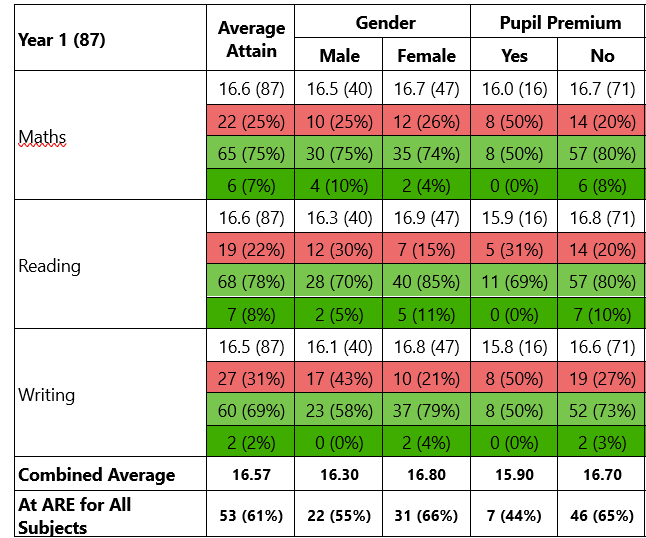 Year 1 (87) Average Attain Gender Pupil Premium
Male Female Yes No
Maths
16.6 (87) 16.5 (40) 16.7 (47) 16.0 (16) 16.7 (71)
22 (25%) 10 (25%) 12 (26%) 8 (50%) 14 (20%)
65 (75%) 30 (75%) 35 (74%) 8 (50%) 57 (80%)
6 (7%) 4 (10%) 2 (4%) 0 (0%) 6 (8%)
Reading
16.6 (87) 16.3 (40) 16.9 (47) 15.9 (16) 16.8 (71)
19 (22%) 12 (30%) 7 (15%) 5 (31%) 14 (20%)
68 (78%) 28 (70%) 40 (85%) 11 (69%) 57 (80%)
7 (8%) 2 (5%) 5 (11%) 0 (0%) 7 (10%)
Writing
16.5 (87) 16.1 (40) 16.8 (47) 15.8 (16) 16.6 (71)
27 (31%) 17 (43%) 10 (21%) 8 (50%) 19 (27%)
60 (69%) 23 (58%) 37 (79%) 8 (50%) 52 (73%)
2 (2%) 0 (0%) 2 (4%) 0 (0%) 2 (3%)
Combined Average 16.57 16.30 16.80 15.90 16.70
At ARE for All Subjects 53 (61%) 22 (55%) 31 (66%) 7 (44%) 46 (65%)